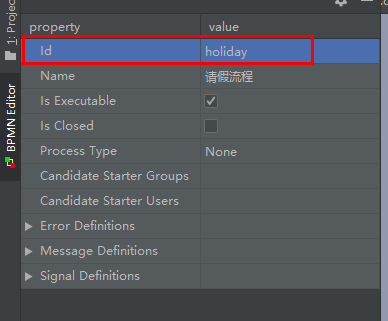 property value
Id holiday
Name 请假流程
Is Executable
Is Closed
Process Type None
Candidate Starter Groups
Candidate Starter Users
Error Definitions
Message Definitions
Signal Definitions
1: Project
BPMN Editor